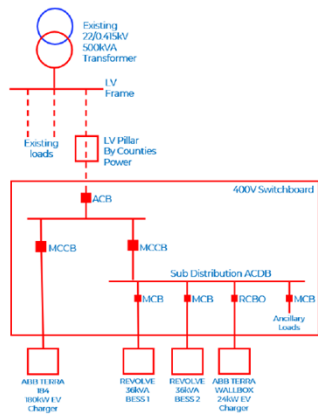 Existing
22/0.415kV
500kVA
Transformer
LV
Frame
Existing
loads
LV Pillar
By Counties
Power
400V Switchboard
ACB
MCCB
MCCB
Sub Distribution ACDB
MCB
MCB
RCBO
MCB
Ancillary
Loads
ABB TERRA
184
180kW EV
Charger
REVOLVE
36kVA
BESS 1
REVOLVE
36kVA
BESS 2
ABB TERRA
WALLBOX
24kW EV
Charger